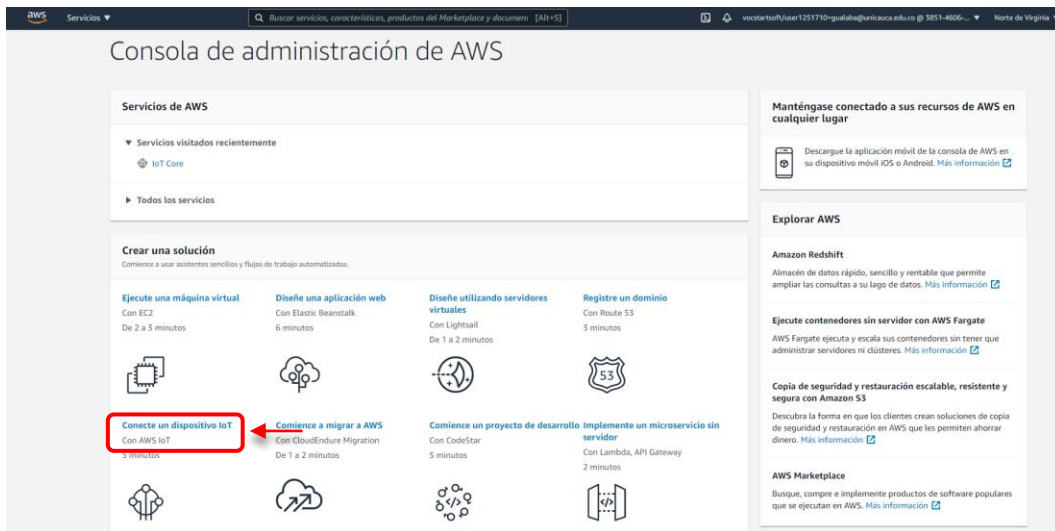 aws
Servicios ▼
Buscar servicios, características, productos del Marketplace y documen [Alt+S]
vocstartsoft/user1251710=gualaba@unicauca.edu.co @ 3851-4606-... ▼
Norte de Virginia
Consola de administración de AWS
Servicios de AWS
▼ Servicios visitados recientemente
IoT Core
▶ Todos los servicios
Crear una solución
Comience a usar asistentes sencillos y flujos de trabajo automatizados.
Ejecute una máquina virtual
Con EC2
De 2 a 3 minutos
Diseñe una aplicación web
Con Elastic Beanstalk
6 minutos
Diseñe utilizando servidores
virtuales
Con Lightsail
De 1 a 2 minutos
Registre un dominio
Con Route 53
3 minutos
53
Conecte un dispositivo IoT
Con AWS IoT
5 minutos
Comience a migrar a AWS
Con CloudEndure Migration
De 1 a 2 minutos
Comience un proyecto de desarrollo
Con CodeStar
5 minutos
Implemente un microservicio sin
servidor
Con Lambda, API Gateway
2 minutos
Manténgase conectado a sus recursos de AWS en
cualquier lugar
Descargue la aplicación móvil de la consola de AWS en
su dispositivo móvil iOS o Android. Más información
Explorar AWS
Amazon Redshift
Almacén de datos rápido, sencillo y rentable que permite
ampliar las consultas a su lago de datos. Más información
Ejecute contenedores sin servidor con AWS Fargate
AWS Fargate ejecuta y escala sus contenedores sin tener que
administrar servidores ni clústeres. Más información
Copia de seguridad y restauración escalable, resistente y
segura con Amazon S3
Descubra la forma en que los clientes crean soluciones de copia
de seguridad y restauración en AWS que les permiten ahorrar
dinero. Más información
AWS Marketplace
Busque, compre e implemente productos de software populares
que se ejecutan en AWS. Más información